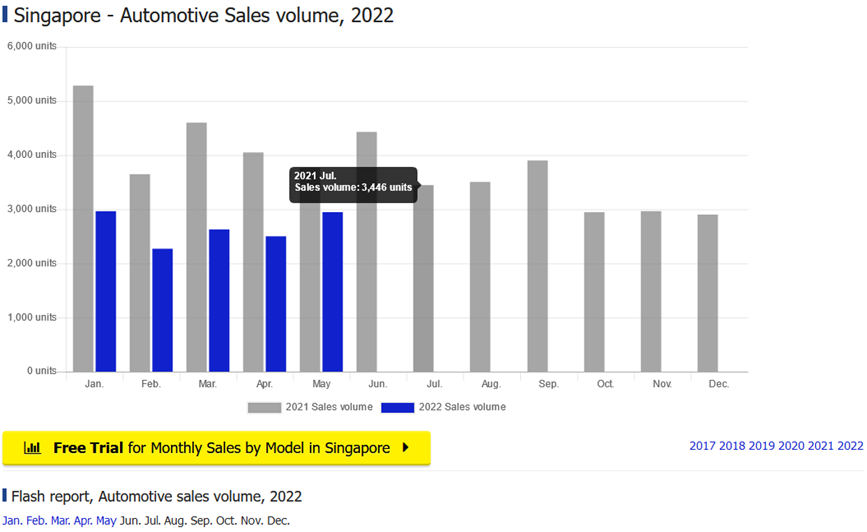 Singapore - Automotive Sales volume, 2022
6,000 units
5,000 units
4,000 units
3,000 units
2,000 units
1,000 units
0 units
2021 Jul.
Sales volume: 3,446 units
Jan. Feb. Mar. Apr. May Jun. Jul. Aug. Sep. Oct. Nov. Dec.
2021 Sales volume 2022 Sales volume
Free Trial for Monthly Sales by Model in Singapore
2017 2018 2019 2020 2021 2022
Flash report, Automotive sales volume, 2022
Jan. Feb. Mar. Apr. May Jun. Jul. Aug. Sep. Oct. Nov. Dec.